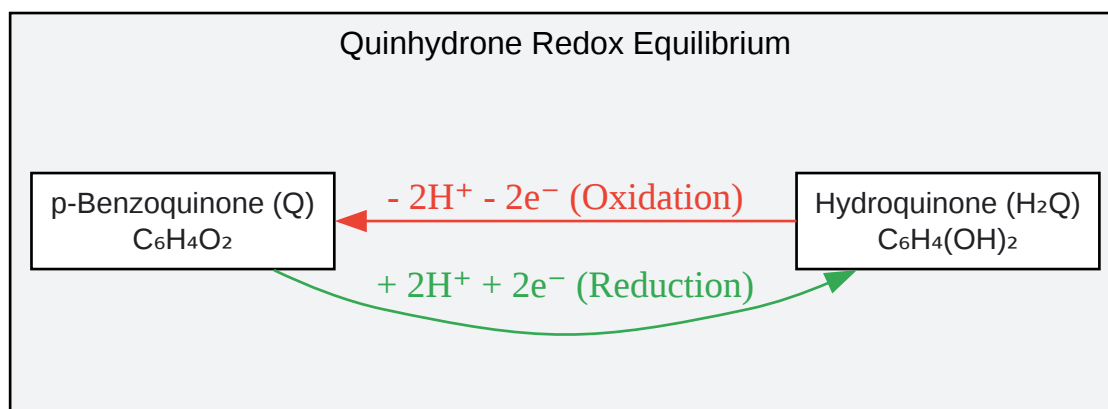 Quinhydrone Redox Equilibrium
p-Benzoquinone (Q)
C₆H₄O₂
- 2H⁺ - 2e⁻ (Oxidation)
Hydroquinone (H₂Q)
C₆H₄(OH)₂
+ 2H⁺ + 2e⁻ (Reduction)